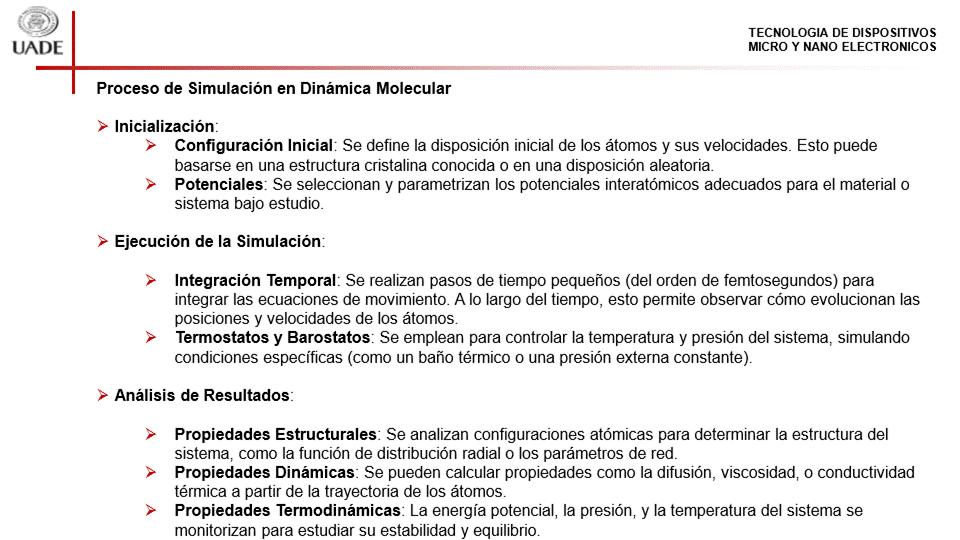 UADE
TECNOLOGIA DE DISPOSITIVOS
MICRO Y NANO ELECTRONICOS
Proceso de Simulación en Dinámica Molecular
Inicialización:
Configuración Inicial: Se define la disposición inicial de los átomos y sus velocidades. Esto puede
basarse en una estructura cristalina conocida o en una disposición aleatoria.
Potenciales: Se seleccionan y parametrizan los potenciales interatómicos adecuados para el material o
sistema bajo estudio.
Ejecución de la Simulación:
Integración Temporal: Se realizan pasos de tiempo pequeños (del orden de femtosegundos) para
integrar las ecuaciones de movimiento. A lo largo del tiempo, esto permite observar cómo evolucionan las
posiciones y velocidades de los átomos.
Termostatos y Barostatos: Se emplean para controlar la temperatura y presión del sistema, simulando
condiciones específicas (como un baño térmico o una presión externa constante).
Análisis de Resultados:
Propiedades Estructurales: Se analizan configuraciones atómicas para determinar la estructura del
sistema, como la función de distribución radial o los parámetros de red.
Propiedades Dinámicas: Se pueden calcular propiedades como la difusión, viscosidad, o conductividad
térmica a partir de la trayectoria de los átomos.
Propiedades Termodinámicas: La energía potencial, la presión, y la temperatura del sistema se
monitorizan para estudiar su estabilidad y equilibrio.